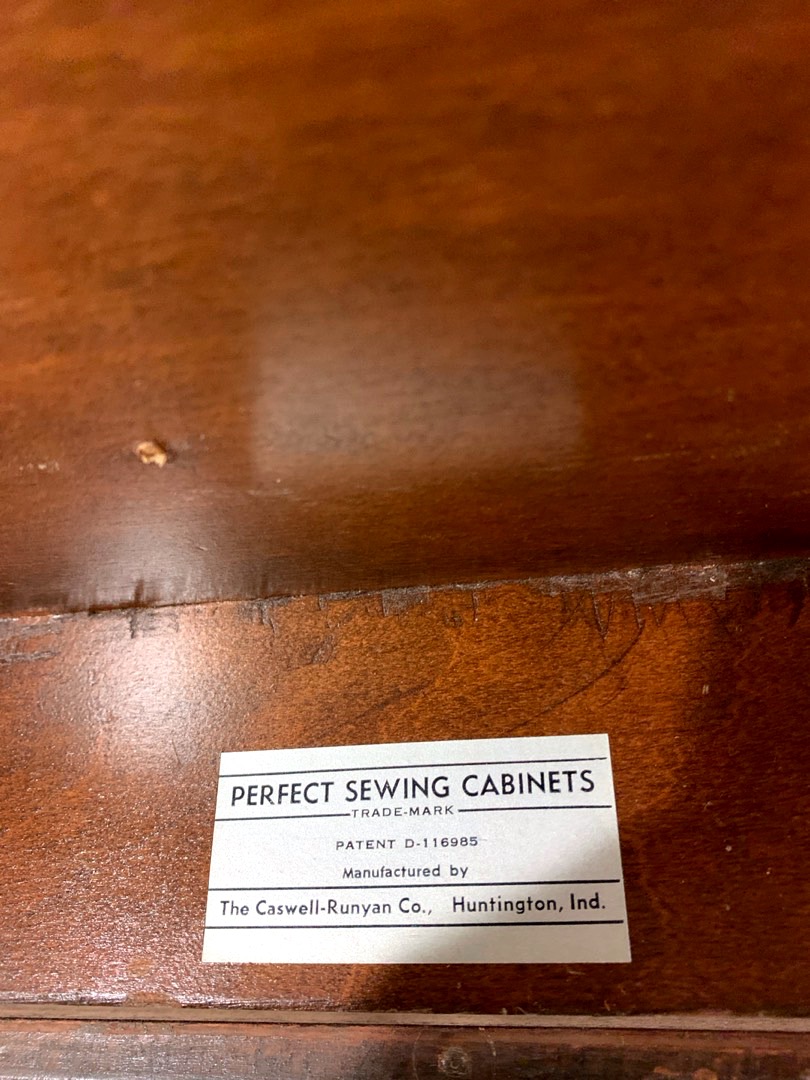 PERFECT SEWING CABINETS
TRADE-MARK
PATENT D-116985
Manufactured by
The Caswell-Runyan Co., Huntington, Ind.